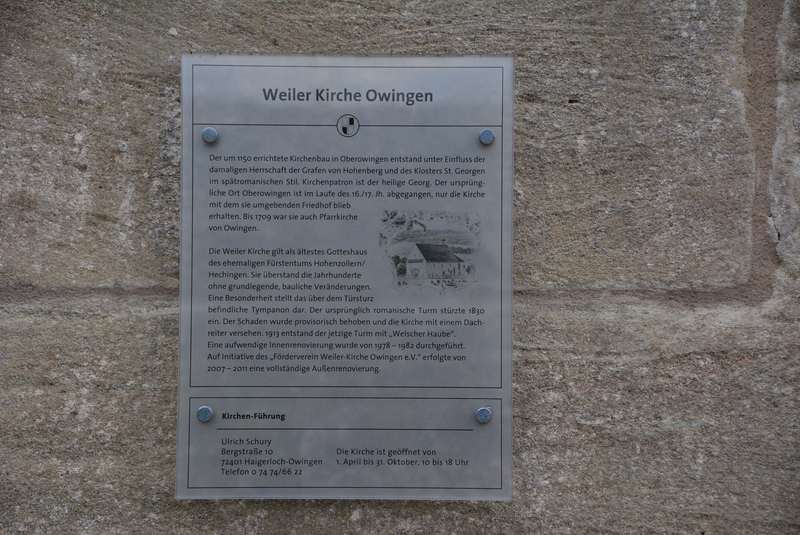 Weiler Kirche Owingen
Der um 1150 errichtete Kirchenbau in Oberowingen entstand unter Einfluss der
damaligen Herrschaft der Grafen von Hohenberg und des Klosters St. Georgen
im spätromanischen Stil. Kirchenpatron ist der heilige Georg. Der ursprüng-
liche Ort Oberowingen ist im Laufe des 16./17. Jh. abgegangen, nur die Kirche
mit dem sie umgebenden Friedhof blieb
erhalten. Bis 1709 war sie auch Pfarrkirche
von Owingen.
Die Weiler Kirche gilt als ältestes Gotteshaus
des ehemaligen Fürstentums Hohenzollern/
Hechingen. Sie überstand die Jahrhunderte
ohne grundlegende, bauliche Veränderungen.
Eine Besonderheit stellt das über dem Türsturz
befindliche Tympanon dar. Der ursprünglich romanische Turm stürzte 1830
ein. Der Schaden wurde provisorisch behoben und die Kirche mit einem Dach-
reiter versehen. 1913 entstand der jetzige Turm mit „Welscher Haube".
Eine aufwendige Innenrenovierung wurde von 1978 – 1982 durchgeführt.
Auf Initiative des „Förderverein Weiler-Kirche Owingen e.V." erfolgte von
2007 – 2011 eine vollständige Außenrenovierung.
Kirchen-Führung
Ulrich Schury
Bergstraße 10
72401 Haigerloch-Owingen
Telefon 0 74 74/66 22
Die Kirche ist geöffnet von
1. April bis 31. Oktober, 10 bis 18 Uhr